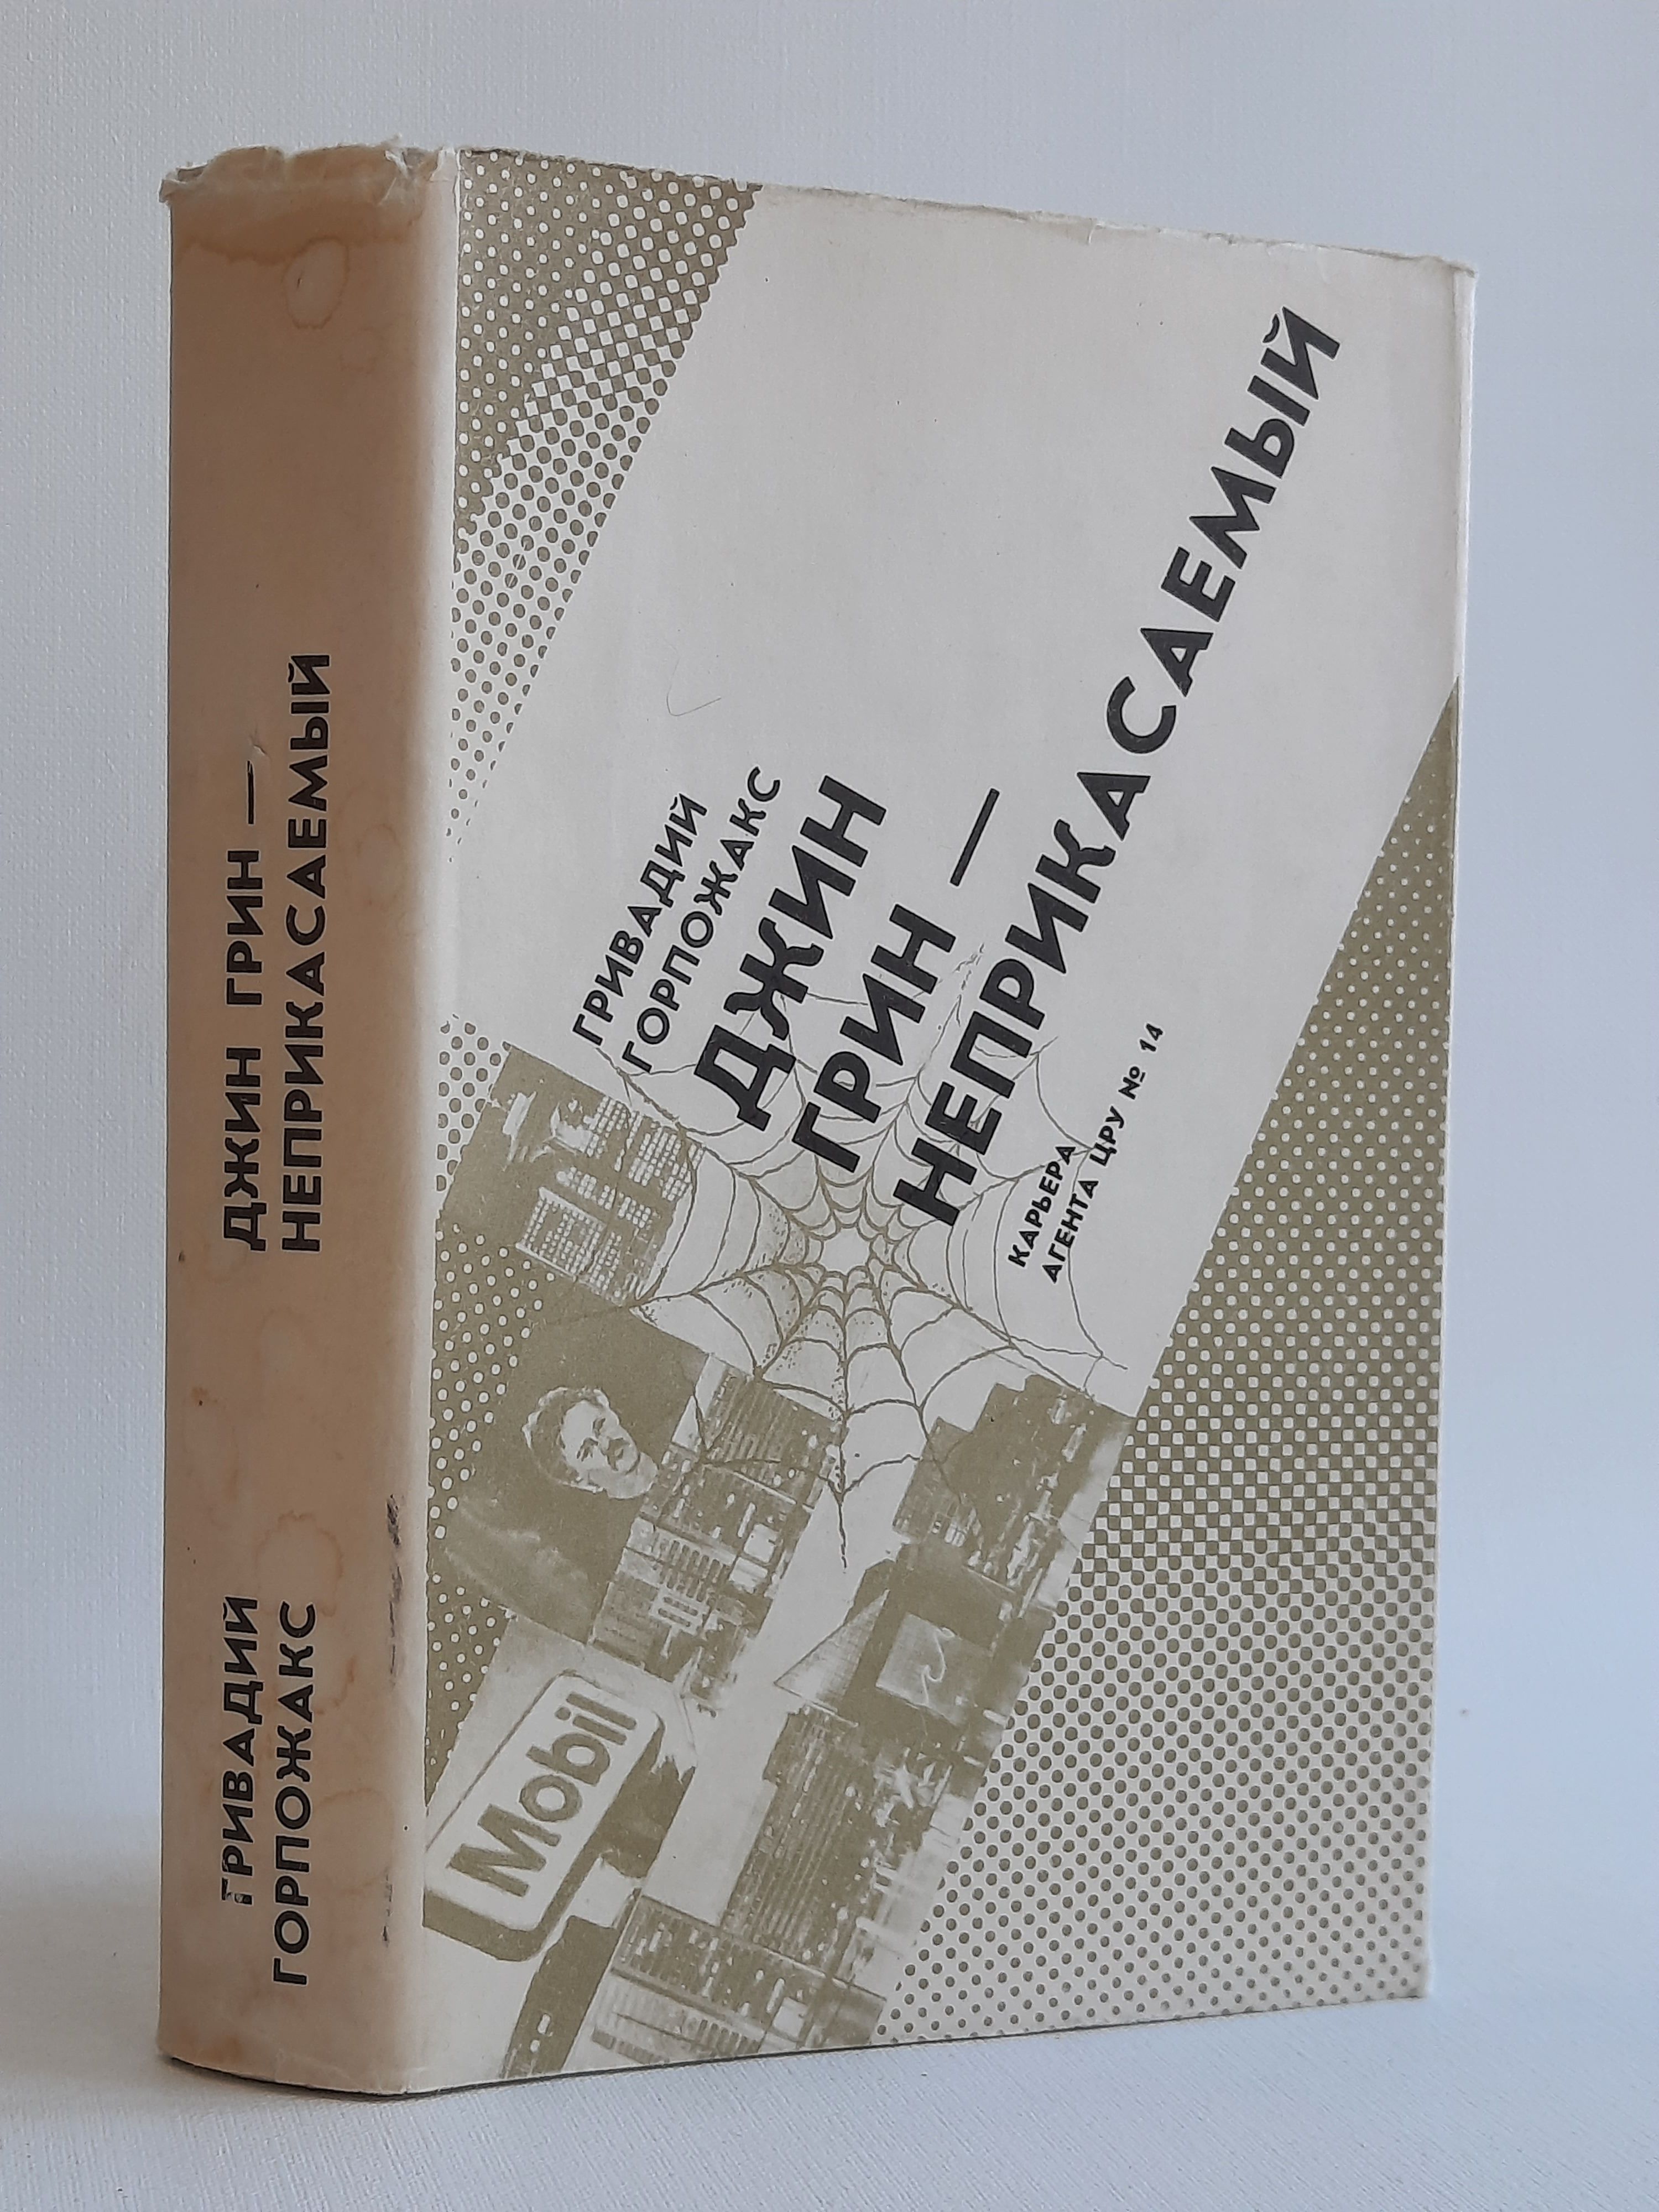 ДЖИН ГРИН —
НЕПРИКАСАЕМЫЙ
ГРИВАДИЙ
ГОРПОЖАКС
ГРИВАДИЙ
ГОРПОЖАКС
ДЖИН
ГРИН —
НЕПРИКАСАЕМЫЙ
КАРЬЕРА
АГЕНТА ЦРУ № 14
Mobil